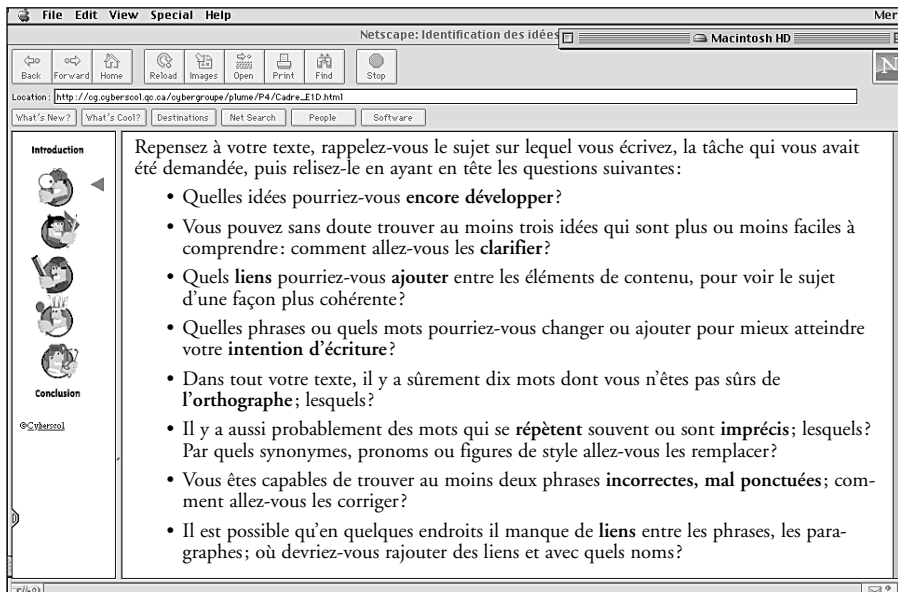 File Edit View Special Help
Netscape: Identification des idées
Macintosh HD
Back Forward Home Reload Images Open Print Find Stop
Location: http://cg.cyberscol.qc.ca/cybergroupe/plume/P4/Cadre_E1D.html
What's New? What's Cool? Destinations Net Search People Software
Introduction
Conclusion
©Cyberscol
Repensez à votre texte, rappelez-vous le sujet sur lequel vous écrivez, la tâche qui vous avait
été demandée, puis relisez-le en ayant en tête les questions suivantes:
• Quelles idées pourriez-vous encore développer?
• Vous pouvez sans doute trouver au moins trois idées qui sont plus ou moins faciles à
comprendre: comment allez-vous les clarifier?
• Quels liens pourriez-vous ajouter entre les éléments de contenu, pour voir le sujet
d'une façon plus cohérente?
• Quelles phrases ou quels mots pourriez-vous changer ou ajouter pour mieux atteindre
votre intention d'écriture?
• Dans tout votre texte, il y a sûrement dix mots dont vous n'êtes pas sûrs de
l'orthographe; lesquels?
• Il y a aussi probablement des mots qui se répètent souvent ou sont imprécis; lesquels?
Par quels synonymes, pronoms ou figures de style allez-vous les remplacer?
• Vous êtes capables de trouver au moins deux phrases incorrectes, mal ponctuées; com-
ment allez-vous les corriger?
• Il est possible qu'en quelques endroits il manque de liens entre les phrases, les para-
graphes; où devriez-vous rajouter des liens et avec quels noms?